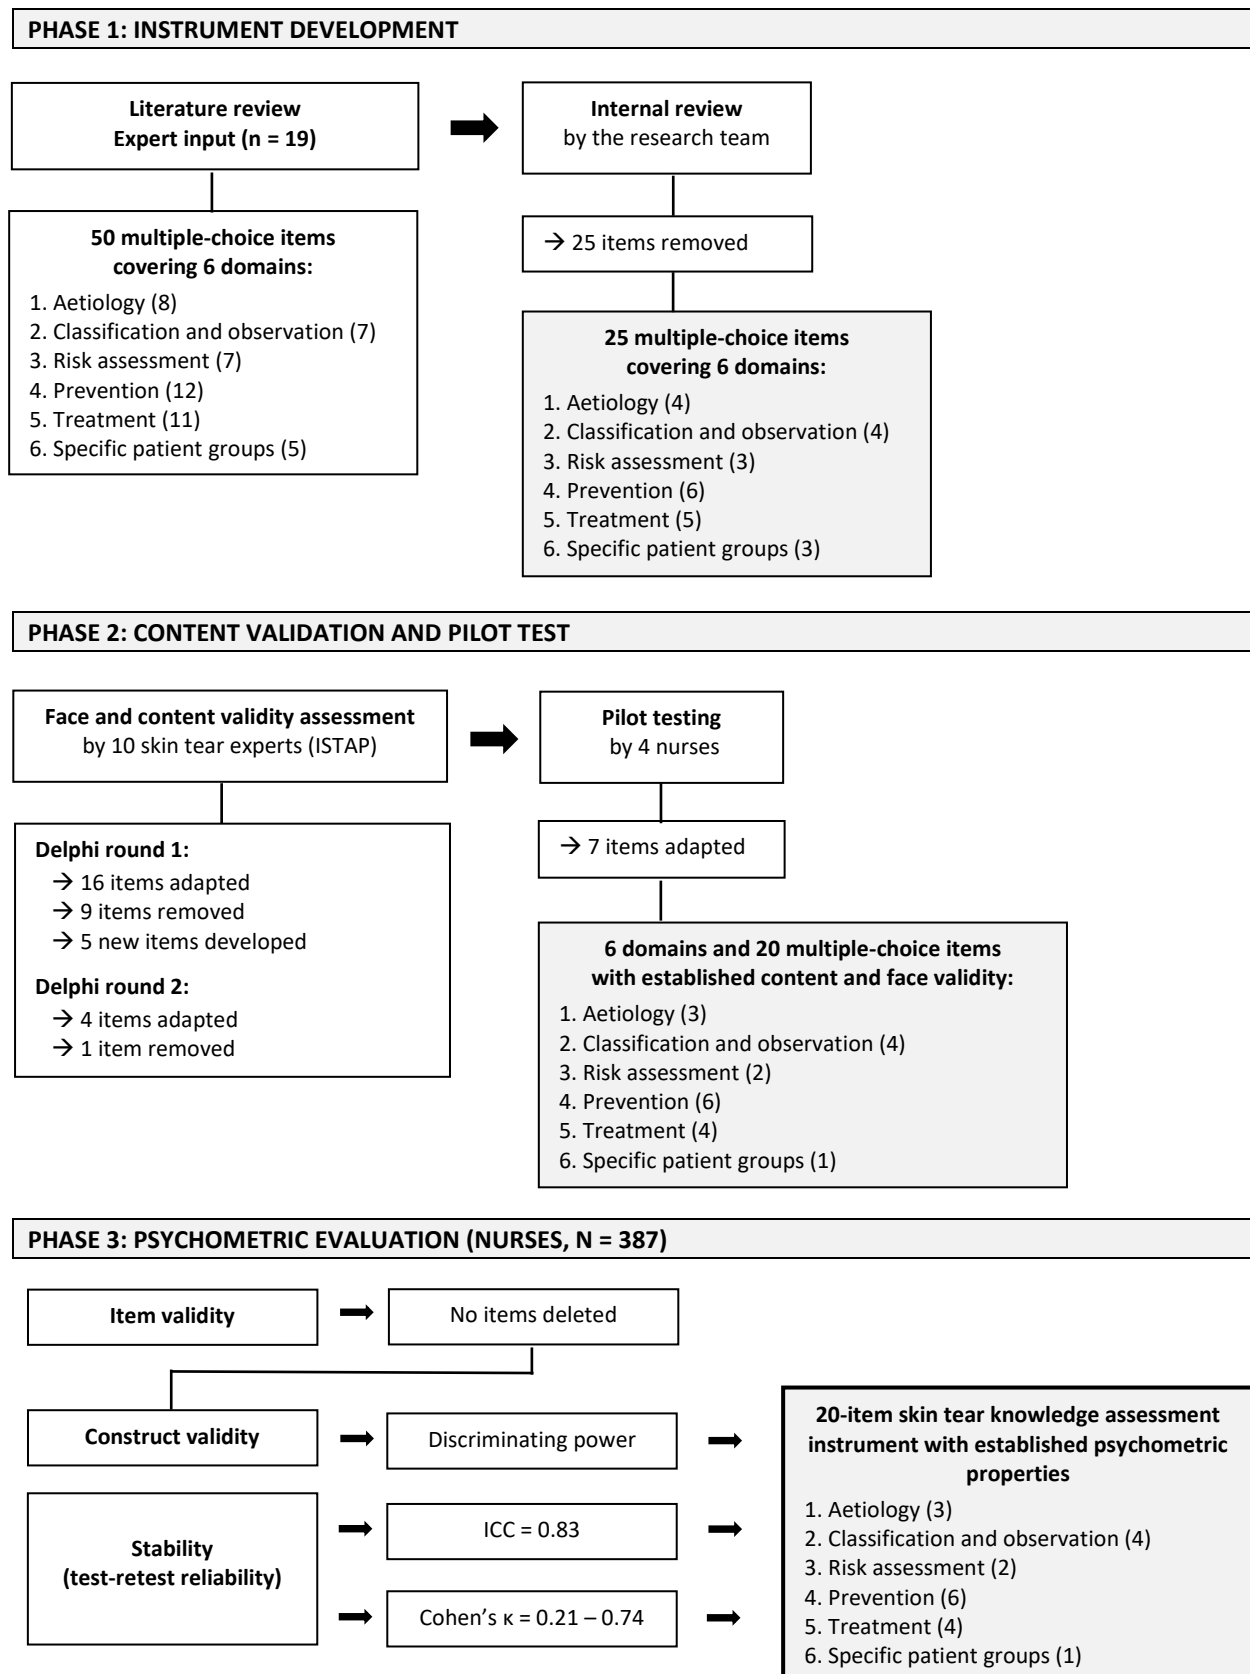 PHASE 1: INSTRUMENT DEVELOPMENT
Literature review
Expert input (n = 19)
Internal review
by the research team
50 multiple-choice items
covering 6 domains:
1. Aetiology (8)
2. Classification and observation (7)
3. Risk assessment (7)
4. Prevention (12)
5. Treatment (11)
6. Specific patient groups (5)
→ 25 items removed
25 multiple-choice items
covering 6 domains:
1. Aetiology (4)
2. Classification and observation (4)
3. Risk assessment (3)
4. Prevention (6)
5. Treatment (5)
6. Specific patient groups (3)
PHASE 2: CONTENT VALIDATION AND PILOT TEST
Face and content validity assessment
by 10 skin tear experts (ISTAP)
Pilot testing
by 4 nurses
Delphi round 1:
→ 16 items adapted
→ 9 items removed
→ 5 new items developed
Delphi round 2:
→ 4 items adapted
→ 1 item removed
→ 7 items adapted
6 domains and 20 multiple-choice items
with established content and face validity:
1. Aetiology (3)
2. Classification and observation (4)
3. Risk assessment (2)
4. Prevention (6)
5. Treatment (4)
6. Specific patient groups (1)
PHASE 3: PSYCHOMETRIC EVALUATION (NURSES, N = 387)
Item validity
No items deleted
Construct validity
Discriminating power
Stability
(test-retest reliability)
ICC = 0.83
Cohen's κ = 0.21 – 0.74
20-item skin tear knowledge assessment
instrument with established psychometric
properties
1. Aetiology (3)
2. Classification and observation (4)
3. Risk assessment (2)
4. Prevention (6)
5. Treatment (4)
6. Specific patient groups (1)